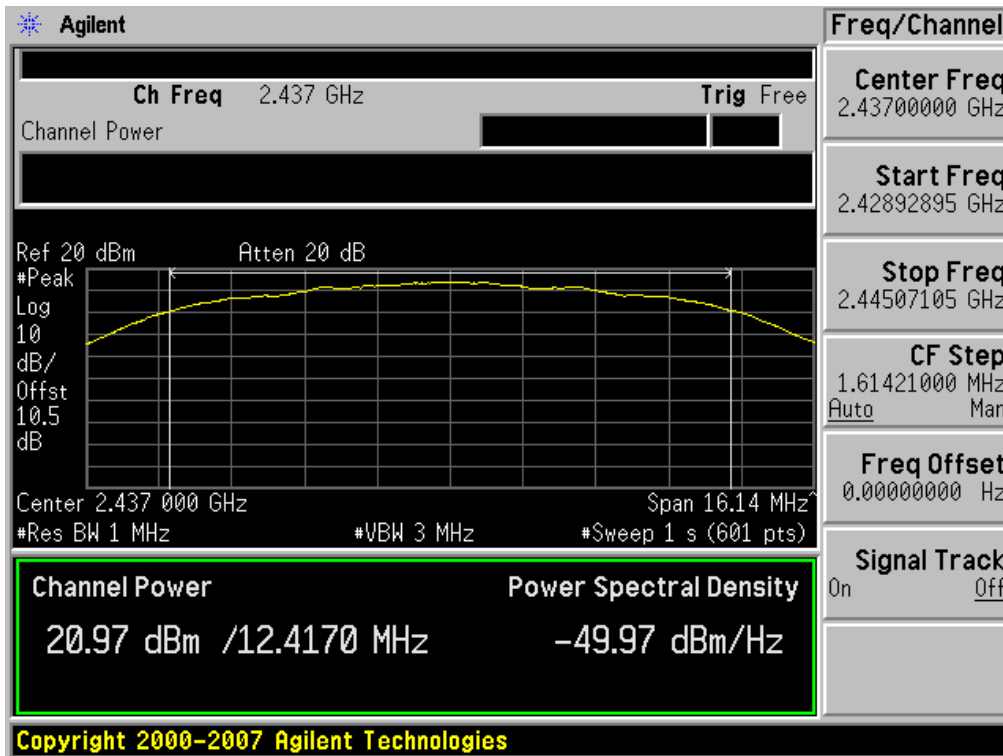 Agilent
Ch Freq 2.437 GHz Trig Free
Channel Power
Ref 20 dBm Atten 20 dB
#Peak
Log
10
dB/
Offst
10.5
dB
Center 2.437 000 GHz Span 16.14 MHz^
#Res BW 1 MHz #VBW 3 MHz #Sweep 1 s (601 pts)
Channel Power Power Spectral Density
20.97 dBm /12.4170 MHz -49.97 dBm/Hz
Copyright 2000-2007 Agilent Technologies
Freq/Channel
Center Freq
2.43700000 GHz
Start Freq
2.42892895 GHz
Stop Freq
2.44507105 GHz
CF Step
1.61421000 MHz
Auto Man
Freq Offset
0.00000000 Hz
Signal Track
On Off